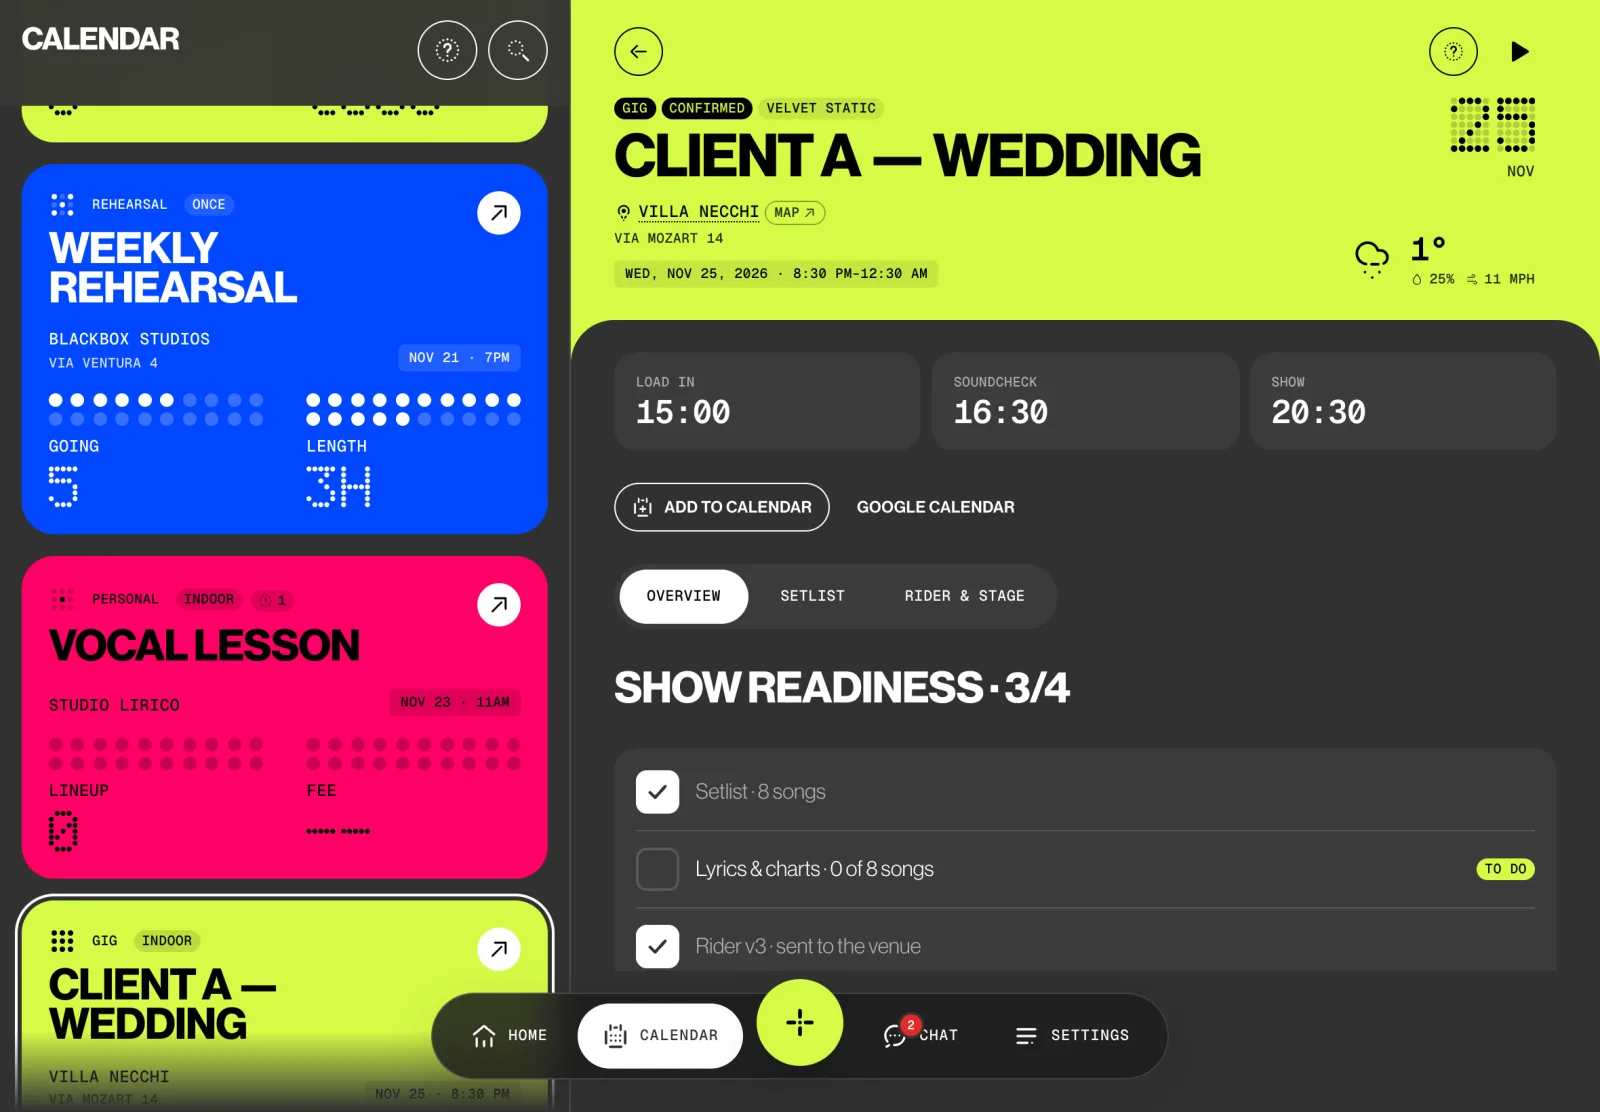 CALENDAR
REHEARSAL ONCE
WEEKLY
REHEARSAL
BLACKBOX STUDIOS
VIA VENTURA 4
NOV 21 · 7PM
GOING
5
LENGTH
3H
PERSONAL INDOOR 1
VOCAL LESSON
STUDIO LIRICO
NOV 23 · 11AM
LINEUP
0
FEE
GIG INDOOR
CLIENT A —
WEDDING
VILLA NECCHI
VIA MOZART 14
NOV 25 · 8:30 PM
GIG CONFIRMED VELVET STATIC
CLIENT A — WEDDING
VILLA NECCHI MAP
VIA MOZART 14
WED, NOV 25, 2026 · 8:30 PM–12:30 AM
25
NOV
1°
25% 11 MPH
LOAD IN
15:00
SOUNDCHECK
16:30
SHOW
20:30
ADD TO CALENDAR GOOGLE CALENDAR
OVERVIEW SETLIST RIDER & STAGE
SHOW READINESS · 3/4
Setlist · 8 songs
Lyrics & charts · 0 of 8 songs TO DO
Rider v3 · sent to the venue
HOME CALENDAR 2 CHAT SETTINGS